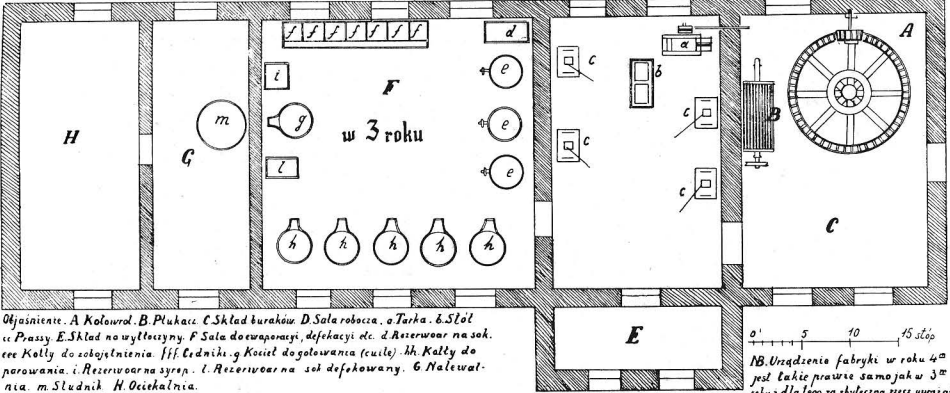 f f f f f f f
d
a
A
c
b
i
e
F
H
m
G
g
w 3 roku
e
c
B
c
l
e
c
C
h h h h h
E
Objaśnienie. A Kołowrot. B. Płukacz C. Skład buraków. D. Sala robocza. a. Tarka. b. Stół
cc Prassy. E. Skład na wytłoczyny. F Sala do ewaporacyi, defekacyi etc. d. Rezerwoar na sok.
eee Kotły do zobojętnienia. fff. Cedniki. g Kocieł do gotowania (cuite). hh. Kotły do
parowania. i. Rezerwoar na syrop. l. Rezerwoar na sok defekowany. G. Nalewal-
nia. m. Studnik H. Ociekalnia.
0' 5 10 15 stóp
NB. Urządzenie fabryki w roku 4ᵐ
jest takie prawie samo jak w 3ᵐ